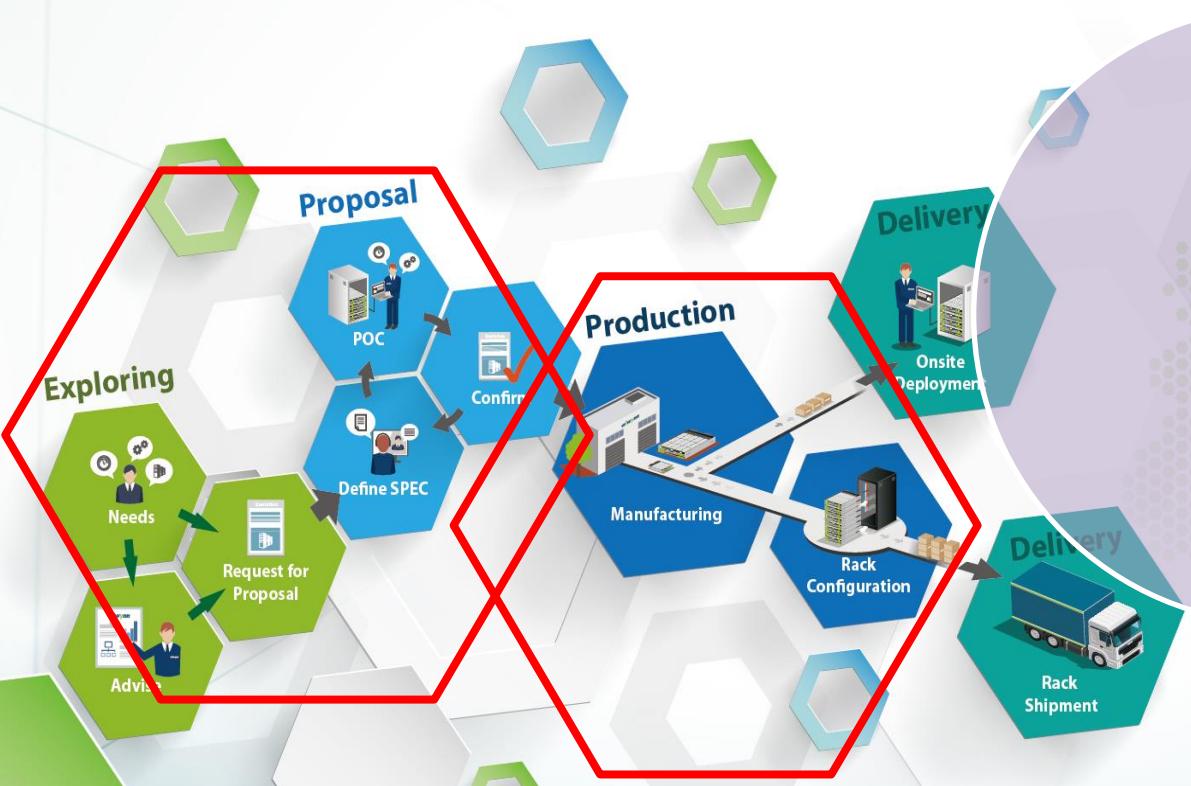 Proposal
POC
Confirm
Define SPEC
Exploring
Needs
Request for
Proposal
Advise
Production
Manufacturing
Rack
Configuration
Delivery
Onsite
Deployment
Delivery
Rack
Shipment